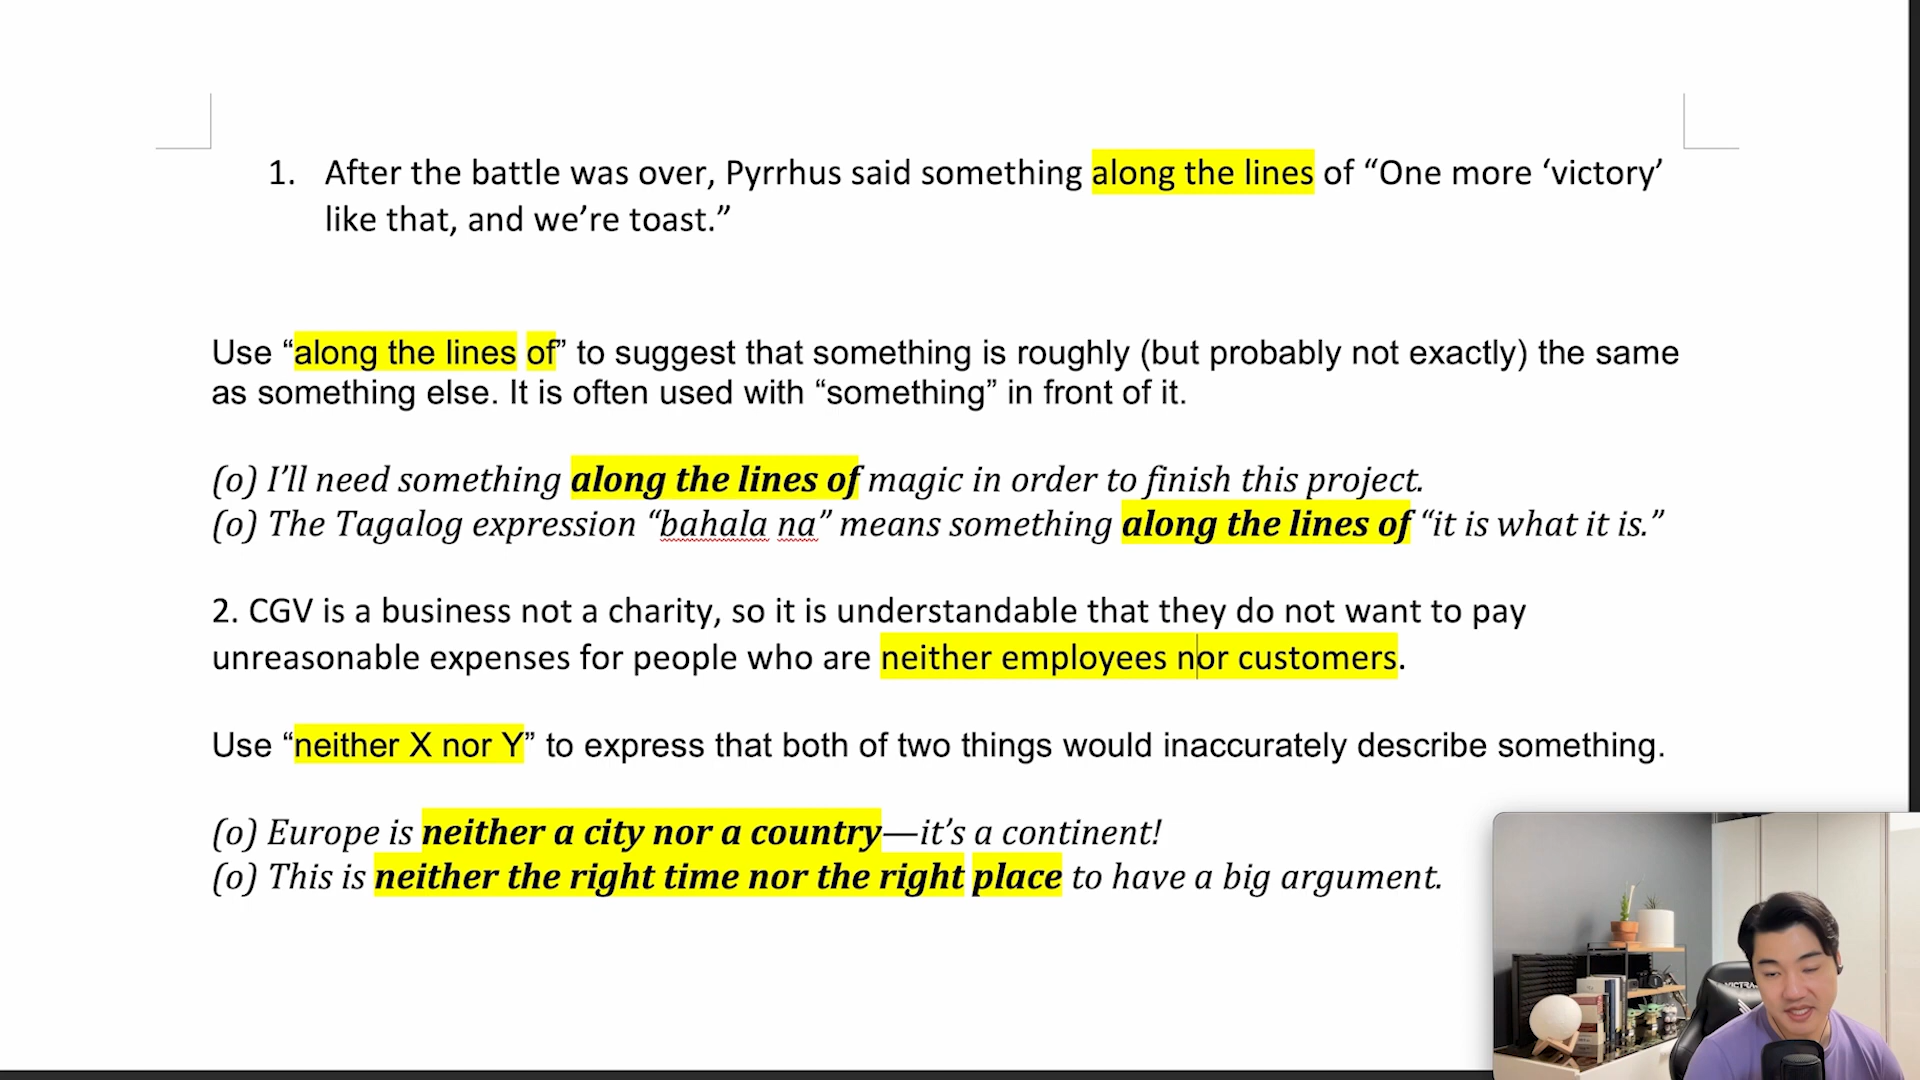 1. After the battle was over, Pyrrhus said something along the lines of “One more ‘victory’
like that, and we’re toast.”
Use “along the lines of” to suggest that something is roughly (but probably not exactly) the same
as something else. It is often used with “something” in front of it.
(o) I’ll need something along the lines of magic in order to finish this project.
(o) The Tagalog expression “bahala na” means something along the lines of “it is what it is.”
2. CGV is a business not a charity, so it is understandable that they do not want to pay
unreasonable expenses for people who are neither employees nor customers.
Use “neither X nor Y” to express that both of two things would inaccurately describe something.
(o) Europe is neither a city nor a country—it’s a continent!
(o) This is neither the right time nor the right place to have a big argument.